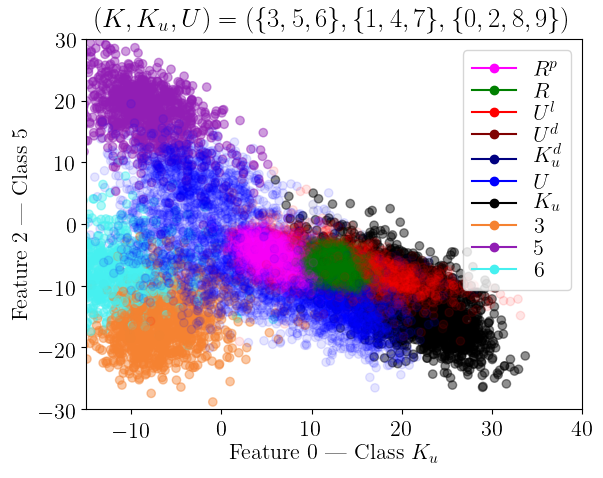 (K, K_u, U) = ({3, 5, 6}, {1, 4, 7}, {0, 2, 8, 9})
Feature 2 — Class 5
30
20
10
0
−10
−20
−30
R^p
R
U^l
U^d
K_u^d
U
K_u
3
5
6
−10 0 10 20 30 40
Feature 0 — Class K_u